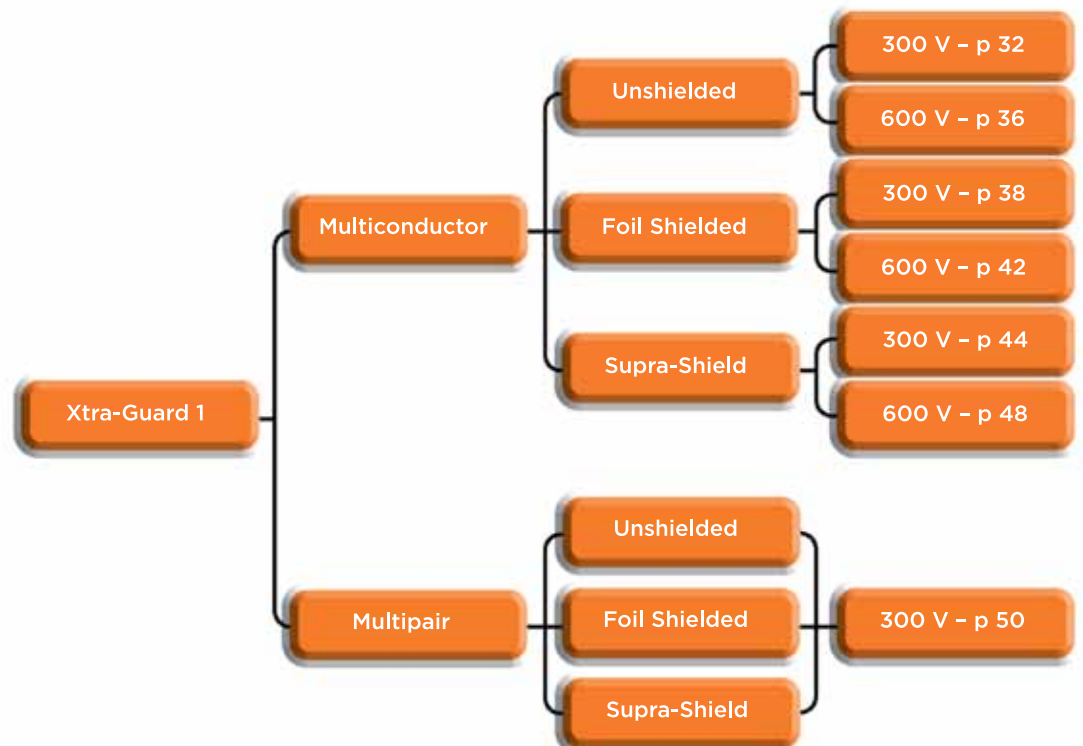 300 V – p 32
Unshielded
600 V – p 36
300 V – p 38
Multiconductor
Foil Shielded
600 V – p 42
300 V – p 44
Supra-Shield
600 V – p 48
Xtra-Guard 1
Unshielded
Multipair
Foil Shielded
300 V – p 50
Supra-Shield